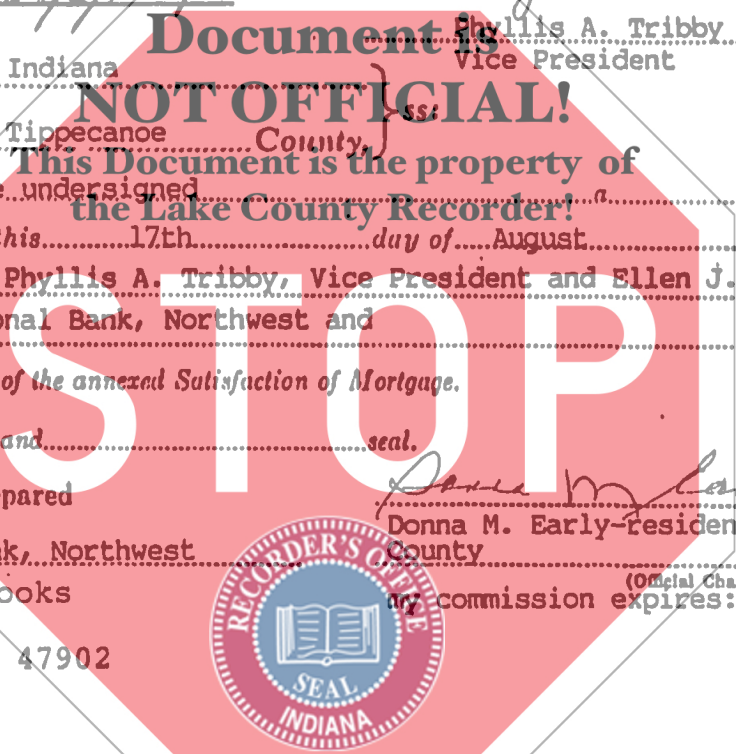 Document is
Phyllis A. Tribby
Vice President
Indiana
NOT OFFICIAL!
ss:
Tippecanoe County,
This Document is the property of
undersigned a
the Lake County Recorder!
this 17th day of August
Phyllis A. Tribby, Vice President and Ellen J.
onal Bank, Northwest and
STOP
of the annexed Satisfaction of Mortgage.
and seal.
pared
Donna M. Early-residen
nk, Northwest
County
(Official Cha
ooks
my commission expires:
47902
RECORDER'S OFFICE
SEAL
INDIANA